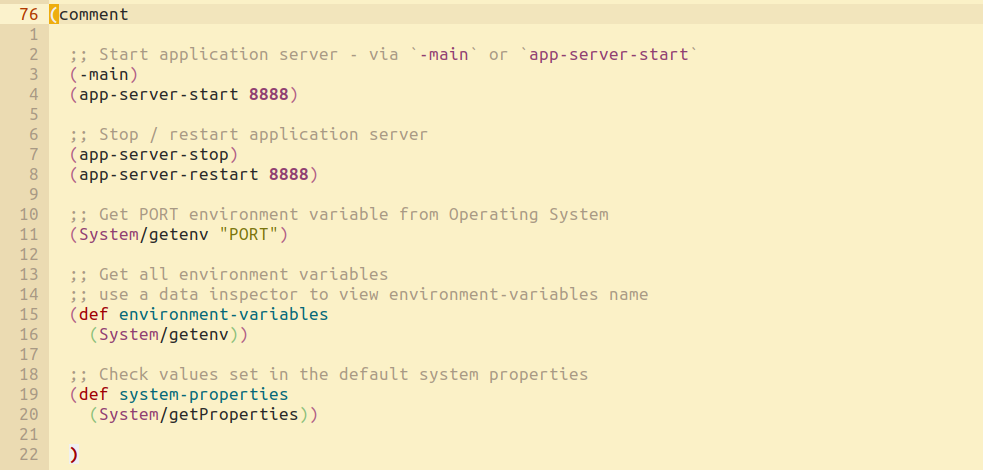 76 (comment
1
2 ;; Start application server - via `-main` or `app-server-start`
3 (-main)
4 (app-server-start 8888)
5
6 ;; Stop / restart application server
7 (app-server-stop)
8 (app-server-restart 8888)
9
10 ;; Get PORT environment variable from Operating System
11 (System/getenv "PORT")
12
13 ;; Get all environment variables
14 ;; use a data inspector to view environment-variables name
15 (def environment-variables
16 (System/getenv))
17
18 ;; Check values set in the default system properties
19 (def system-properties
20 (System/getProperties))
21
22 )